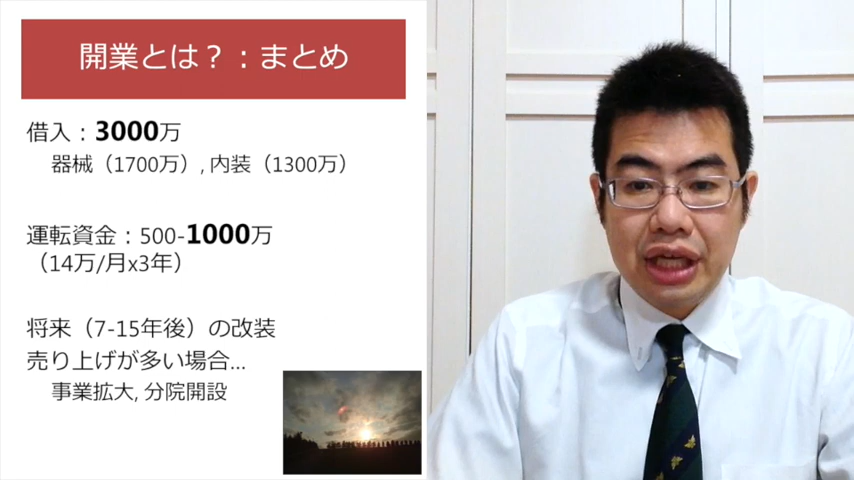 開業とは？：まとめ
借入：3000万
器械（1700万）, 内装（1300万）
運転資金：500-1000万
（14万/月x3年）
将来（7-15年後）の改装
売り上げが多い場合...
事業拡大, 分院開設